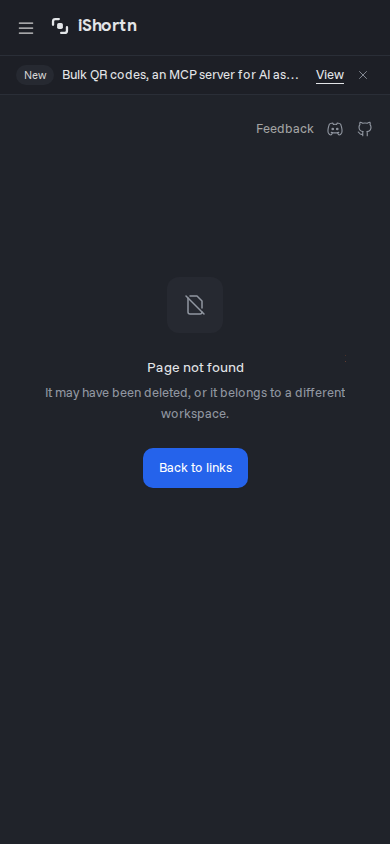 IShortn
New
Bulk QR codes, an MCP server for AI as...
View
Feedback
Page not found
It may have been deleted, or it belongs to a different
workspace.
Back to links